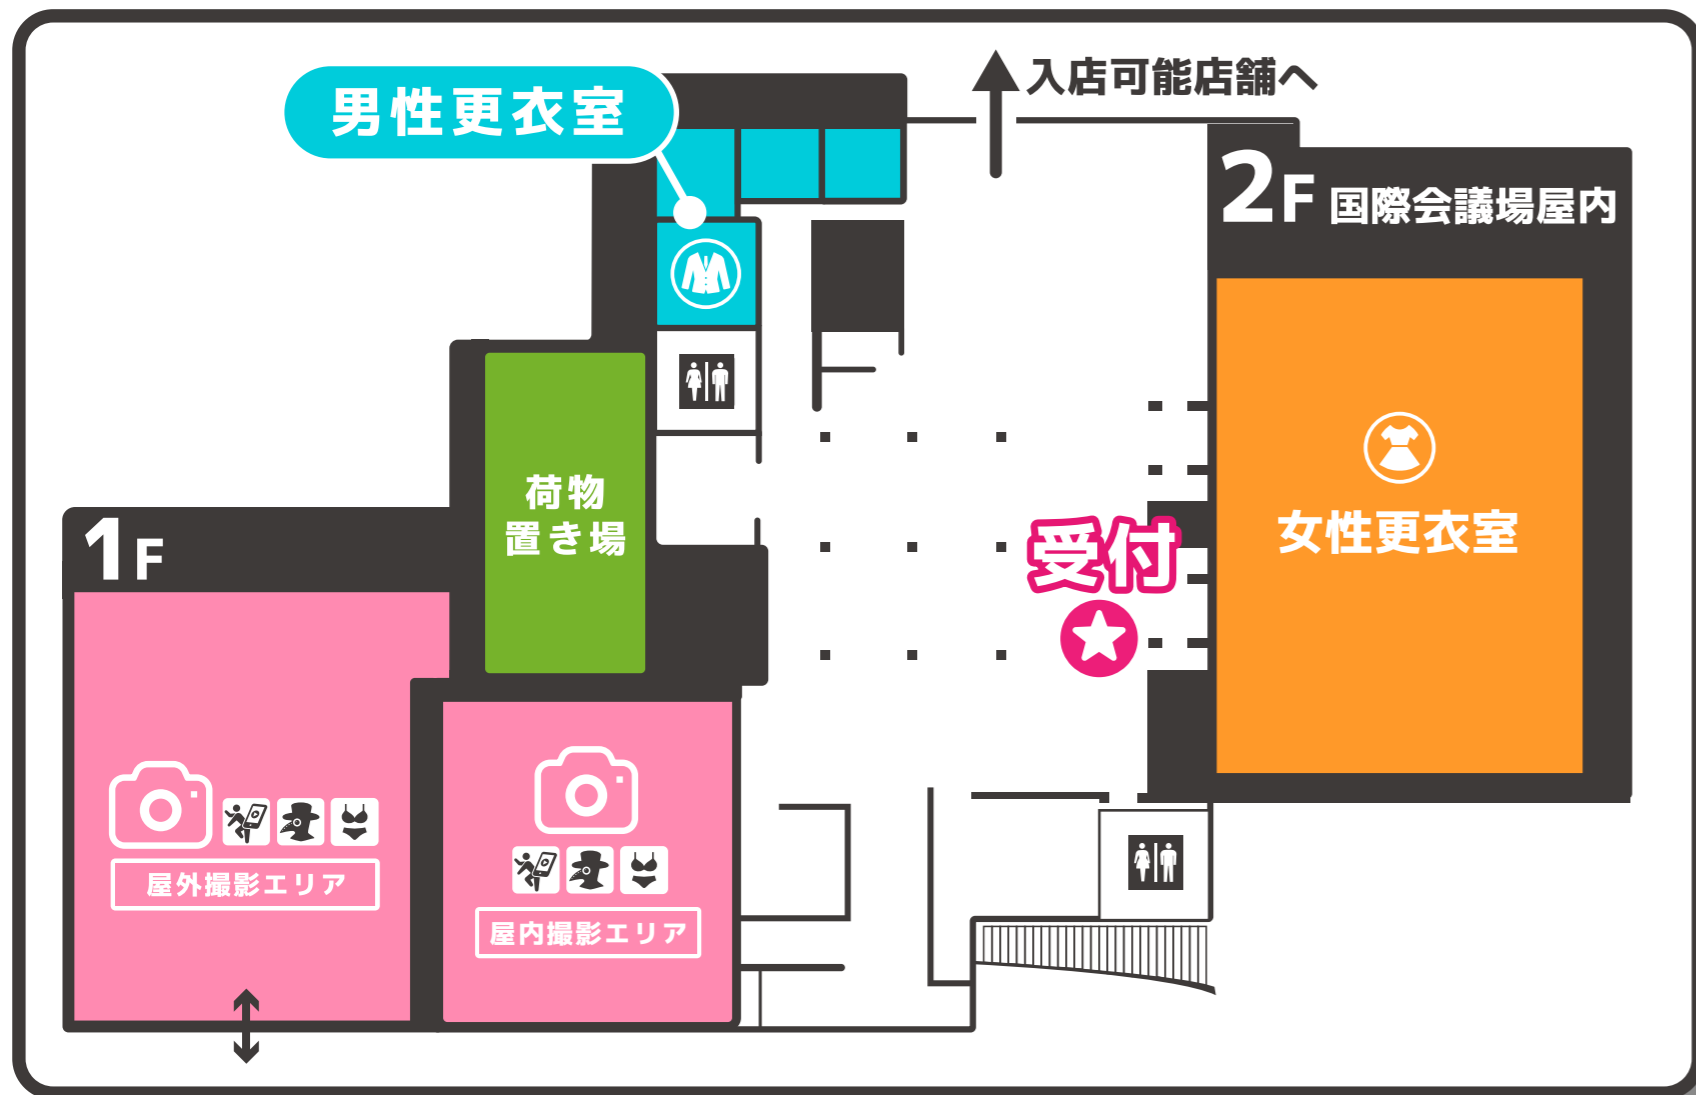 入店可能店舗へ
男性更衣室
2F 国際会議場屋内
荷物
置き場
1F
受付
女性更衣室
屋外撮影エリア
屋内撮影エリア